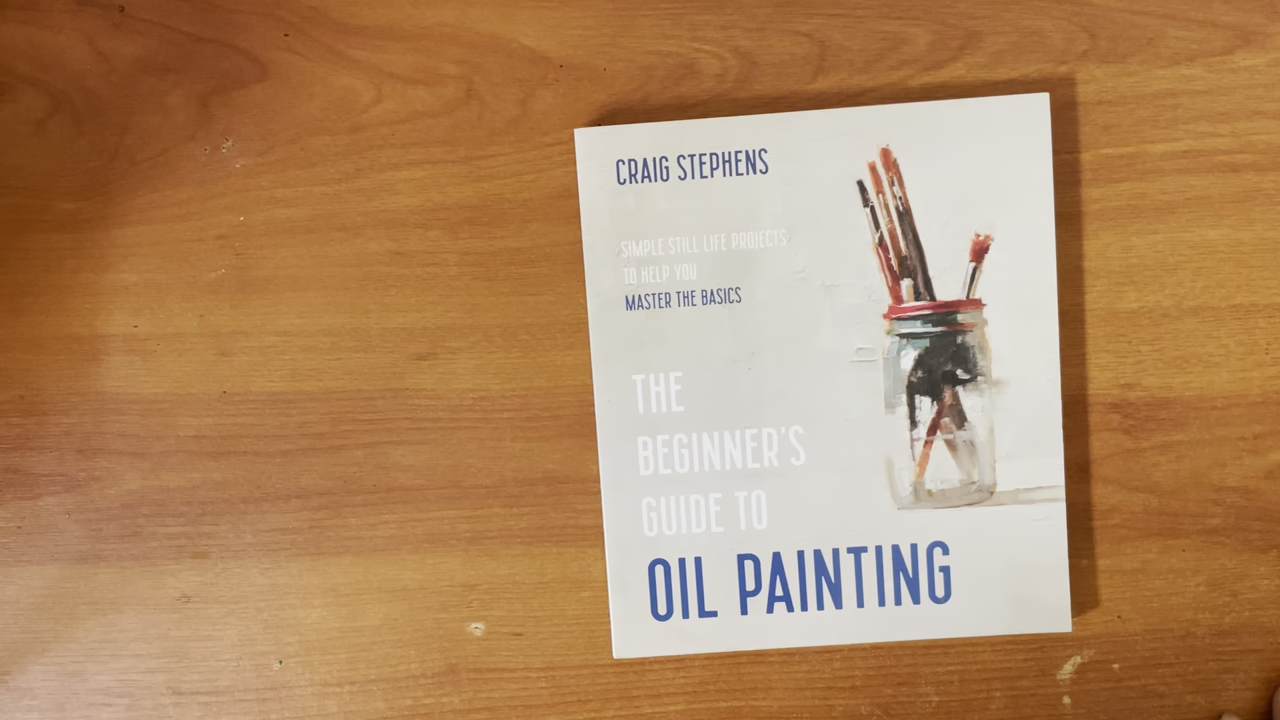 CRAIG STEPHENS
SIMPLE STILL LIFE PROJECTS
TO HELP YOU
MASTER THE BASICS
THE
BEGINNER'S
GUIDE TO
OIL PAINTING